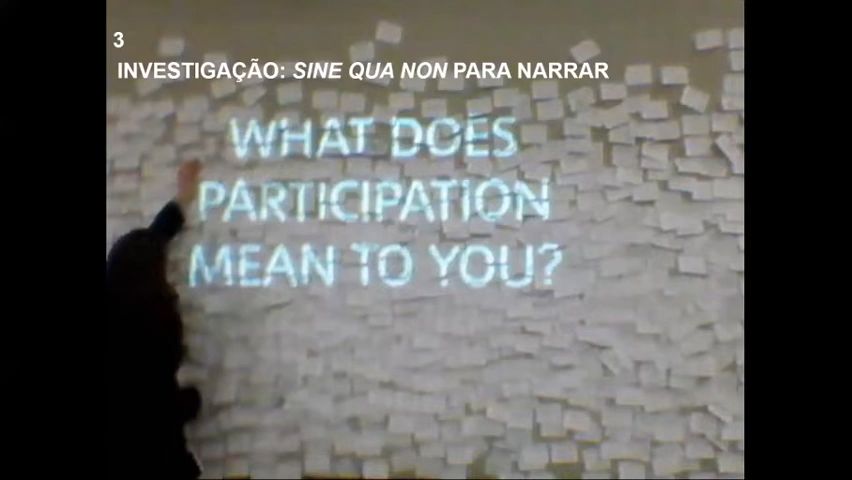 3
INVESTIGAÇÃO: SINE QUA NON PARA NARRAR
WHAT DOES
PARTICIPATION
MEAN TO YOU?